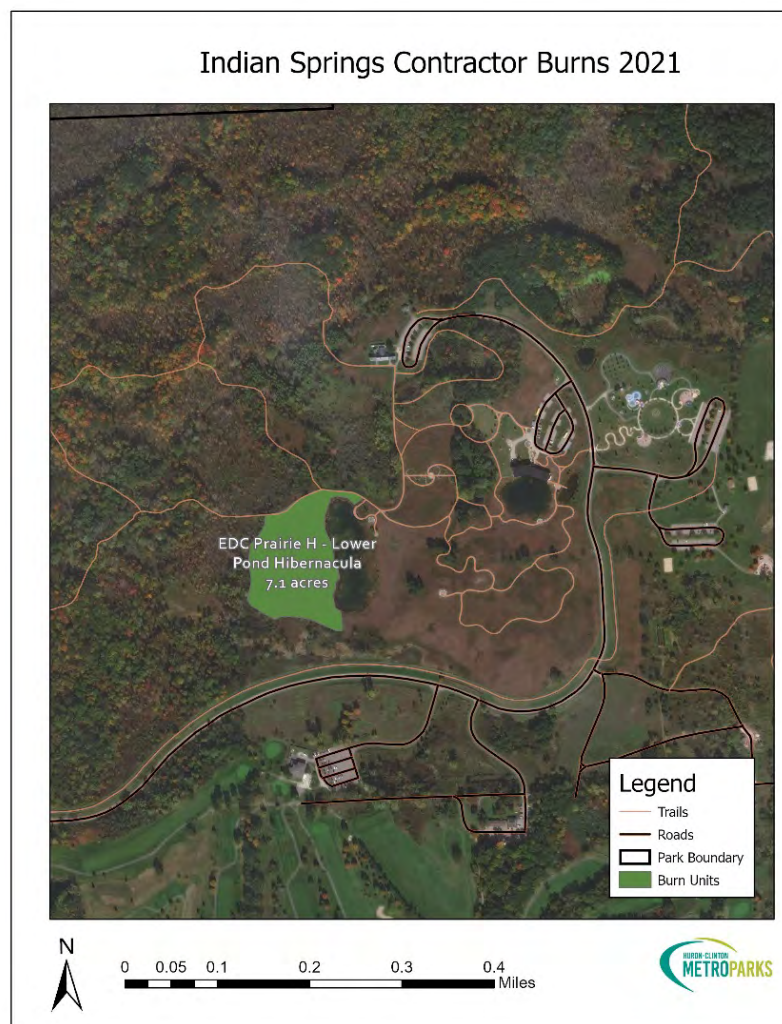 Indian Springs Contractor Burns 2021
EDC Prairie H - Lower
Pond Hibernacula
7.1 acres
Legend
Trails
Roads
Park Boundary
Burn Units
N
0 0.05 0.1 0.2 0.3 0.4
Miles
HURON-CLINTON
METROPARKS